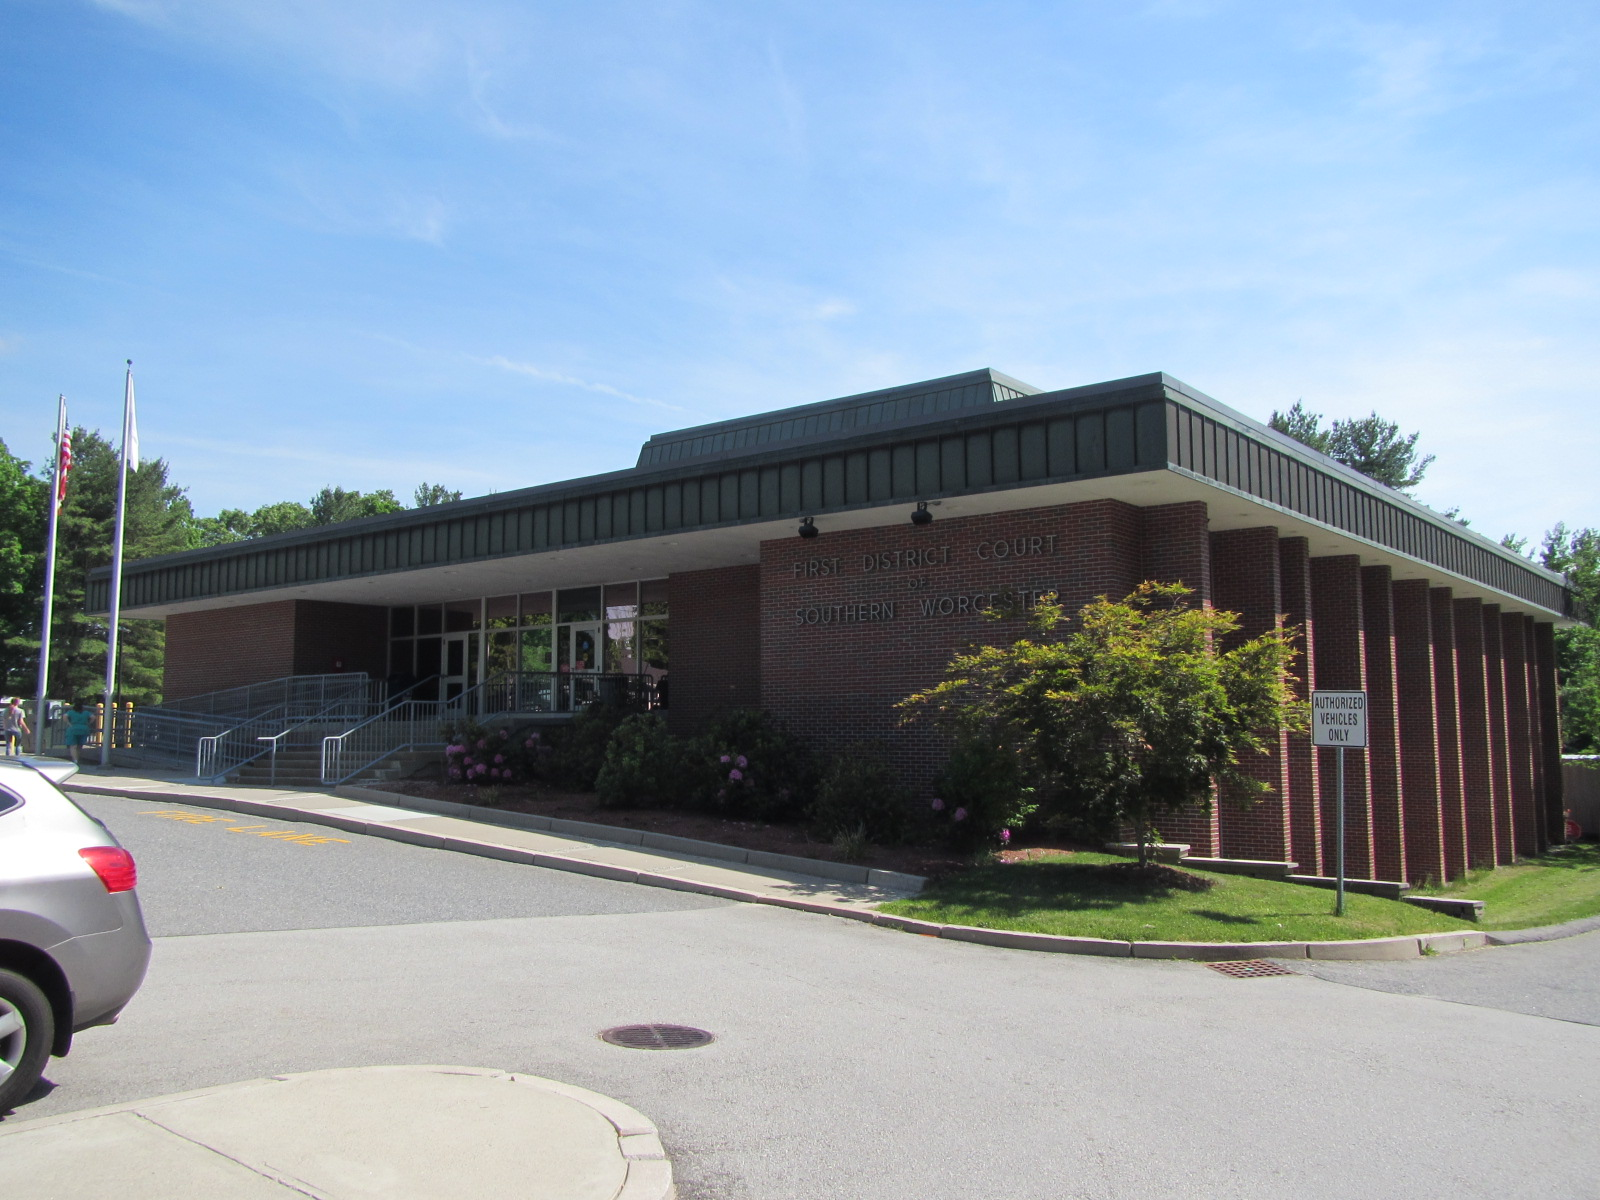 FIRST DISTRICT COURT
OF
SOUTHERN WORCESTER
AUTHORIZED
VEHICLES
ONLY
FIRE LANE